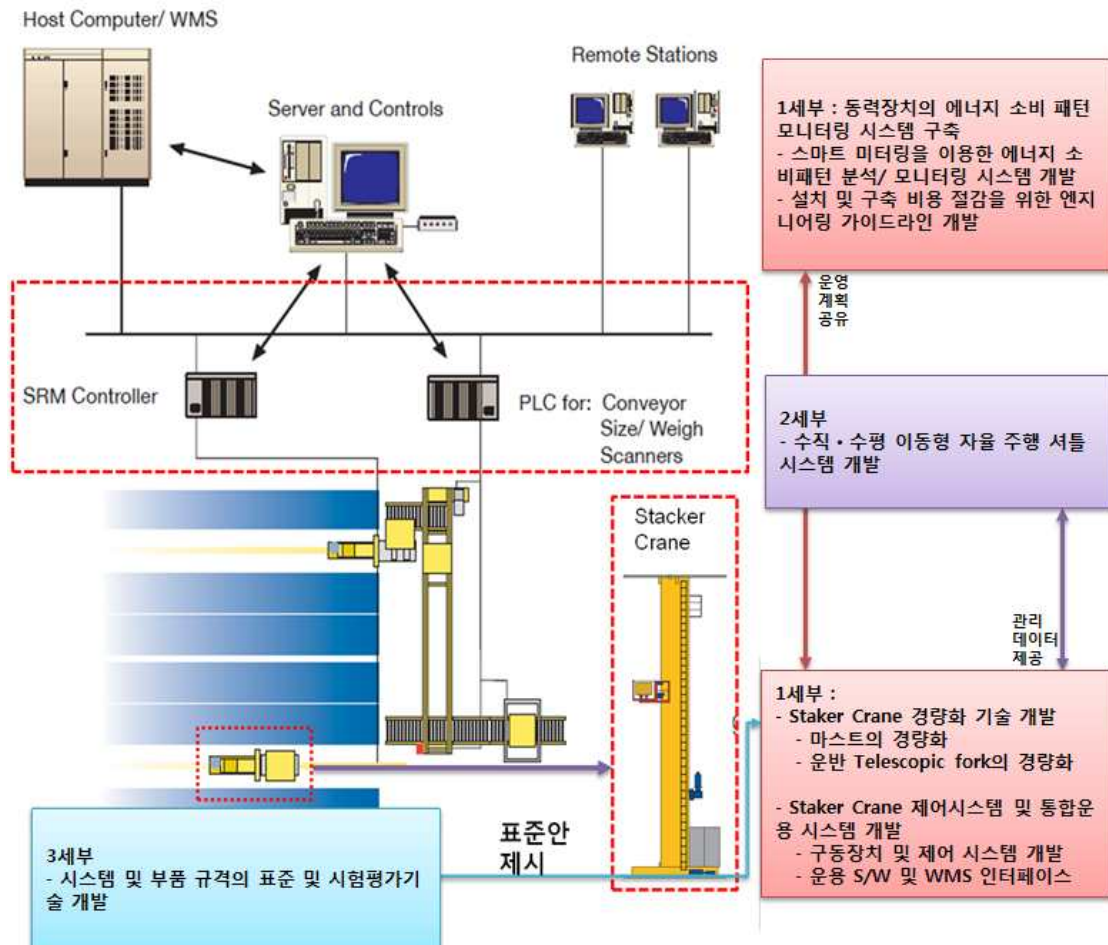 Host Computer/ WMS
Server and Controls
Remote Stations
SRM Controller
PLC for: Conveyor
Size/ Weigh
Scanners
Stacker
Crane
1세부 : 동력장치의 에너지 소비 패턴
모니터링 시스템 구축
- 스마트 미터링을 이용한 에너지 소
비패턴 분석/ 모니터링 시스템 개발
- 설치 및 구축 비용 절감을 위한 엔지
니어링 가이드라인 개발
운영
계획
공유
2세부
- 수직·수평 이동형 자율 주행 셔틀
시스템 개발
관리
데이터
제공
1세부 :
- Staker Crane 경량화 기술 개발
- 마스트의 경량화
- 운반 Telescopic fork의 경량화
- Staker Crane 제어시스템 및 통합운
용 시스템 개발
- 구동장치 및 제어 시스템 개발
- 운용 S/W 및 WMS 인터페이스
3세부
- 시스템 및 부품 규격의 표준 및 시험평가기
술 개발
표준안
제시